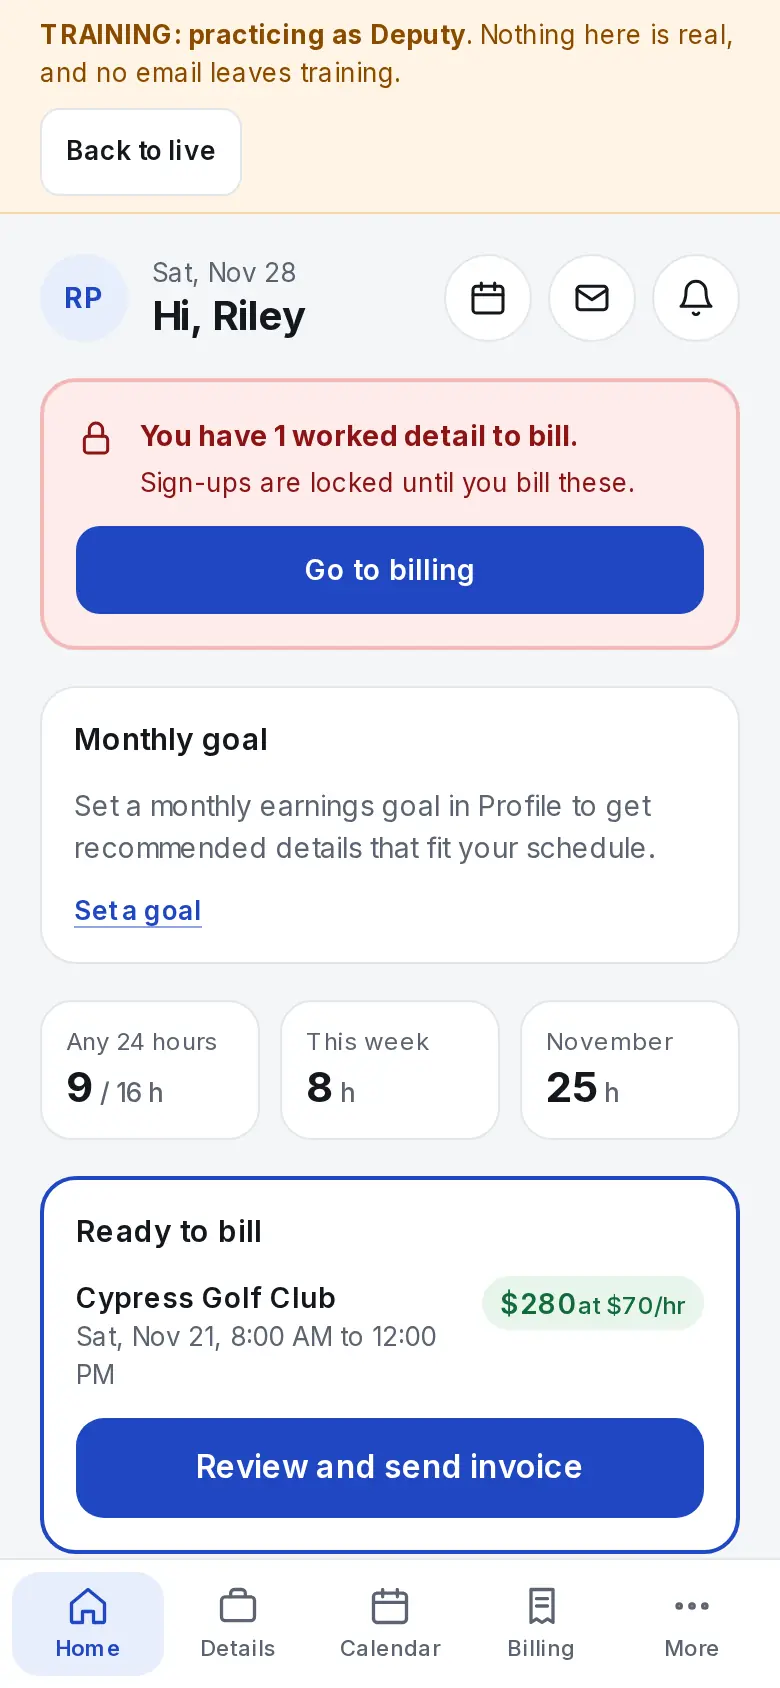 TRAINING: practicing as Deputy. Nothing here is real,
and no email leaves training.
Back to live
RP
Sat, Nov 28
Hi, Riley
You have 1 worked detail to bill.
Sign-ups are locked until you bill these.
Go to billing
Monthly goal
Set a monthly earnings goal in Profile to get
recommended details that fit your schedule.
Set a goal
Any 24 hours
9 / 16 h
This week
8 h
November
25 h
Ready to bill
Cypress Golf Club
$280 at $70/hr
Sat, Nov 21, 8:00 AM to 12:00
PM
Review and send invoice
Home
Details
Calendar
Billing
More